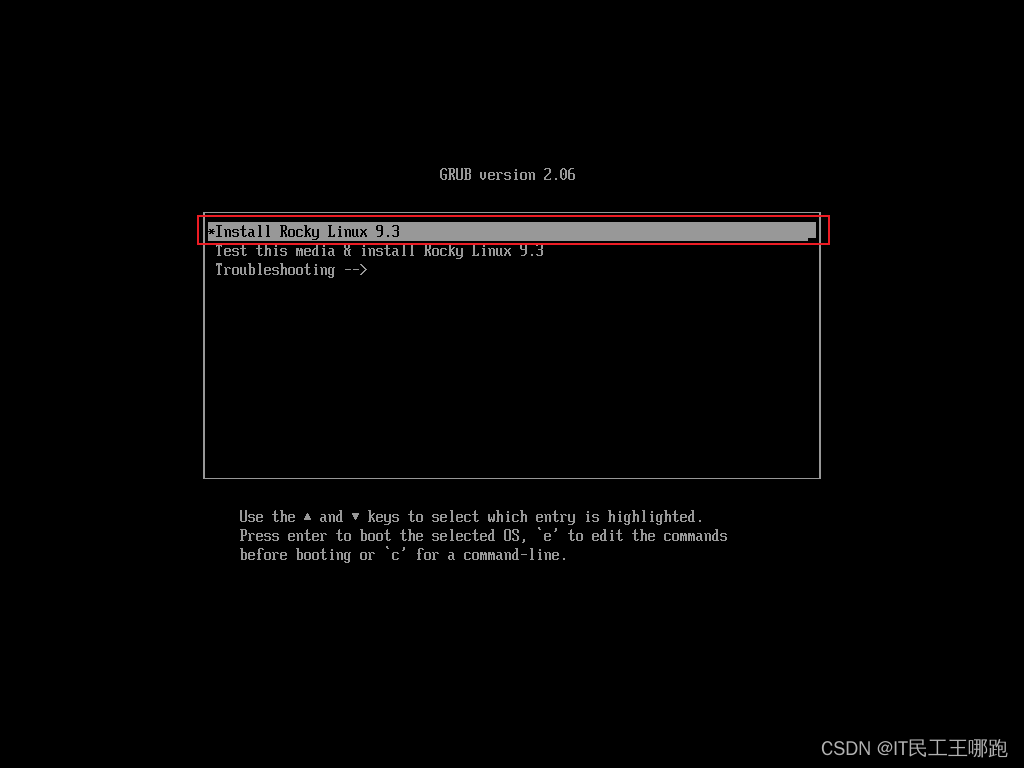 GRUB version 2.06
*Install Rocky Linux 9.3
Test this media & install Rocky Linux 9.3
Troubleshooting -->
Use the ▲ and ▼ keys to select which entry is highlighted.
Press enter to boot the selected OS, `e' to edit the commands
before booting or `c' for a command-line.
CSDN @IT民工王哪跑